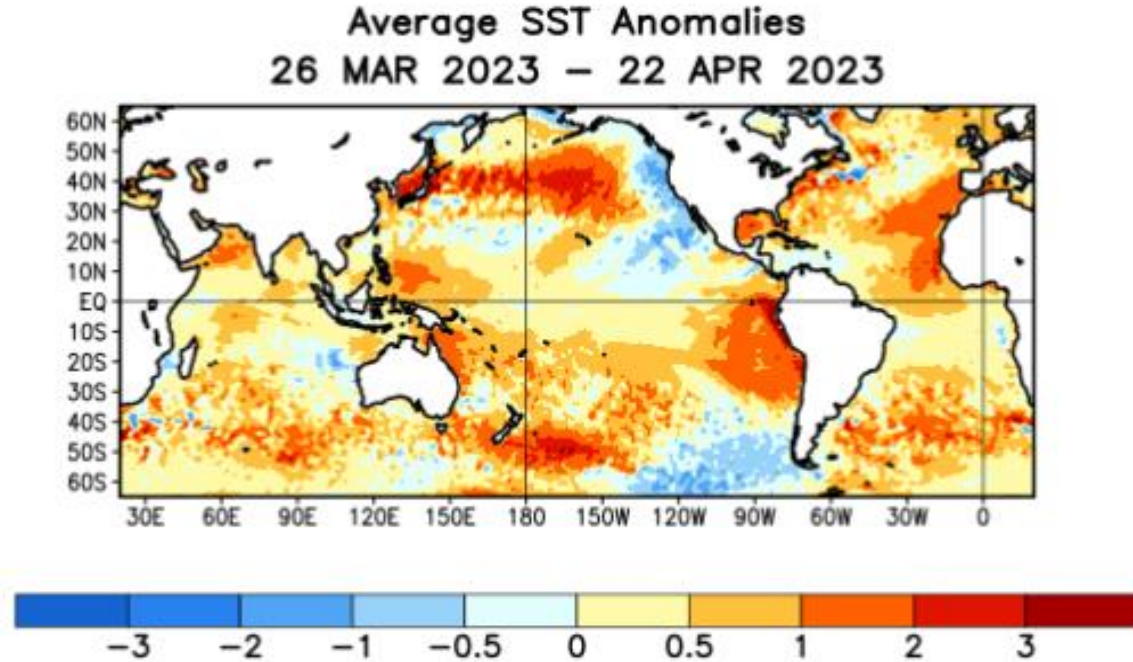 Average SST Anomalies
26 MAR 2023 – 22 APR 2023
60N
50N
40N
30N
20N
10N
EQ
10S
20S
30S
40S
50S
60S
30E 60E 90E 120E 150E 180 150W 120W 90W 60W 30W 0
−3 −2 −1 −0.5 0 0.5 1 2 3